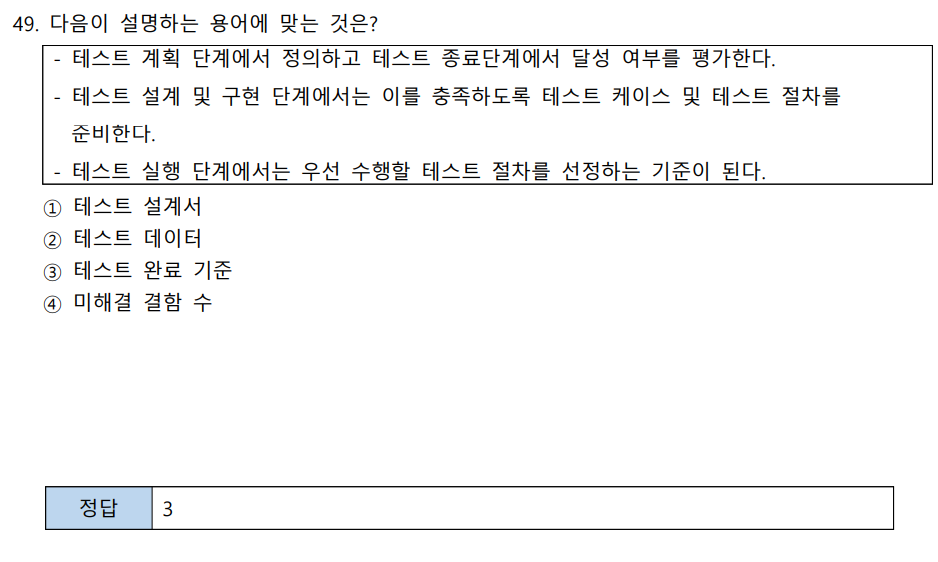 49. 다음이 설명하는 용어에 맞는 것은?
- 테스트 계획 단계에서 정의하고 테스트 종료단계에서 달성 여부를 평가한다.
- 테스트 설계 및 구현 단계에서는 이를 충족하도록 테스트 케이스 및 테스트 절차를
준비한다.
- 테스트 실행 단계에서는 우선 수행할 테스트 절차를 선정하는 기준이 된다.
① 테스트 설계서
② 테스트 데이터
③ 테스트 완료 기준
④ 미해결 결함 수
정답 3